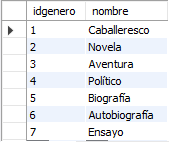 idgenero nombre
1 Caballeresco
2 Novela
3 Aventura
4 Político
5 Biografía
6 Autobiografía
7 Ensayo